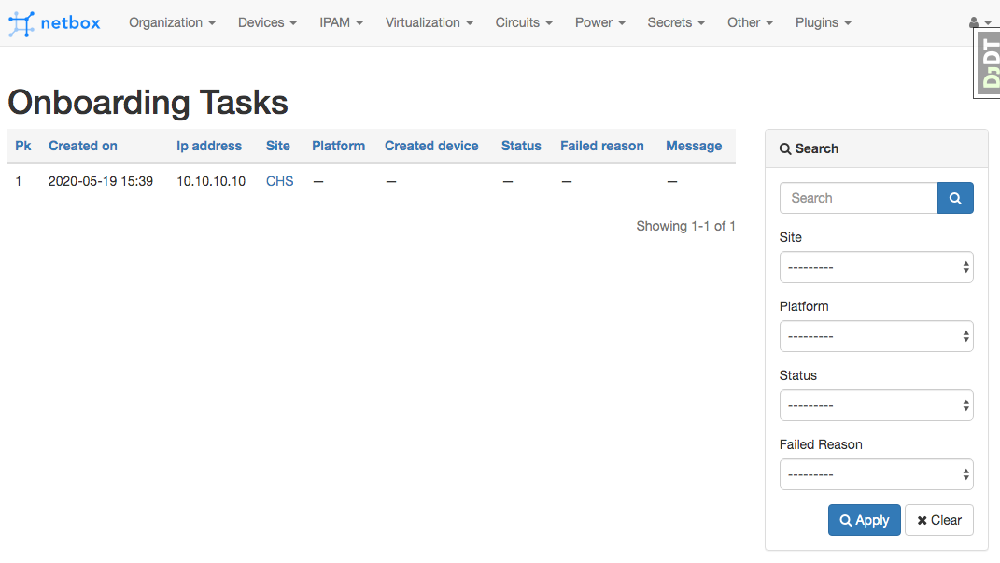 netbox Organization Devices IPAM Virtualization Circuits Power Secrets Other Plugins
DJDT
Onboarding Tasks
Pk Created on Ip address Site Platform Created device Status Failed reason Message
1 2020-05-19 15:39 10.10.10.10 CHS — — — — —
Showing 1-1 of 1
Search
Search
Site
---------
Platform
---------
Status
---------
Failed Reason
---------
Apply Clear